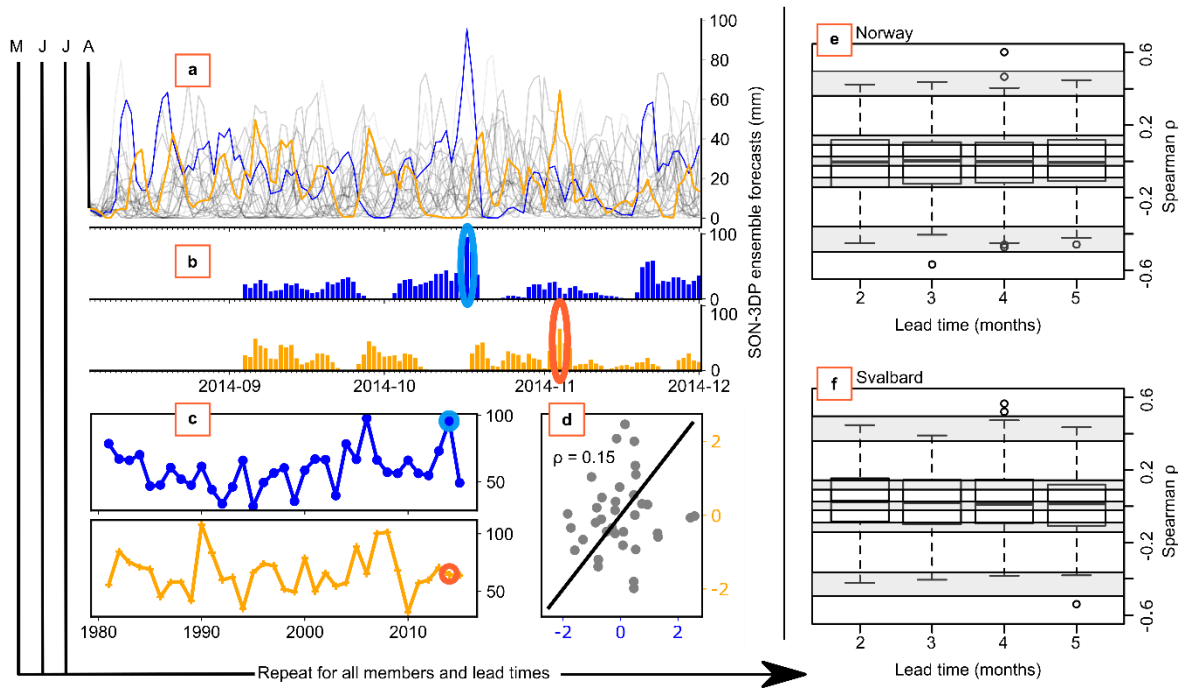 M J J A
a
100
80
60
40
20
0
SON-3DP ensemble forecasts (mm)
b
100
0
100
0
2014-09 2014-10 2014-11 2014-12
c
100
50
100
50
1980 1990 2000 2010
d
ρ = 0.15
2
0
-2
-2 0 2
Repeat for all members and lead times
e Norway
0.6
0.2
-0.2
-0.6
Spearman ρ
2 3 4 5
Lead time (months)
f Svalbard
0.6
0.2
-0.2
-0.6
Spearman ρ
2 3 4 5
Lead time (months)